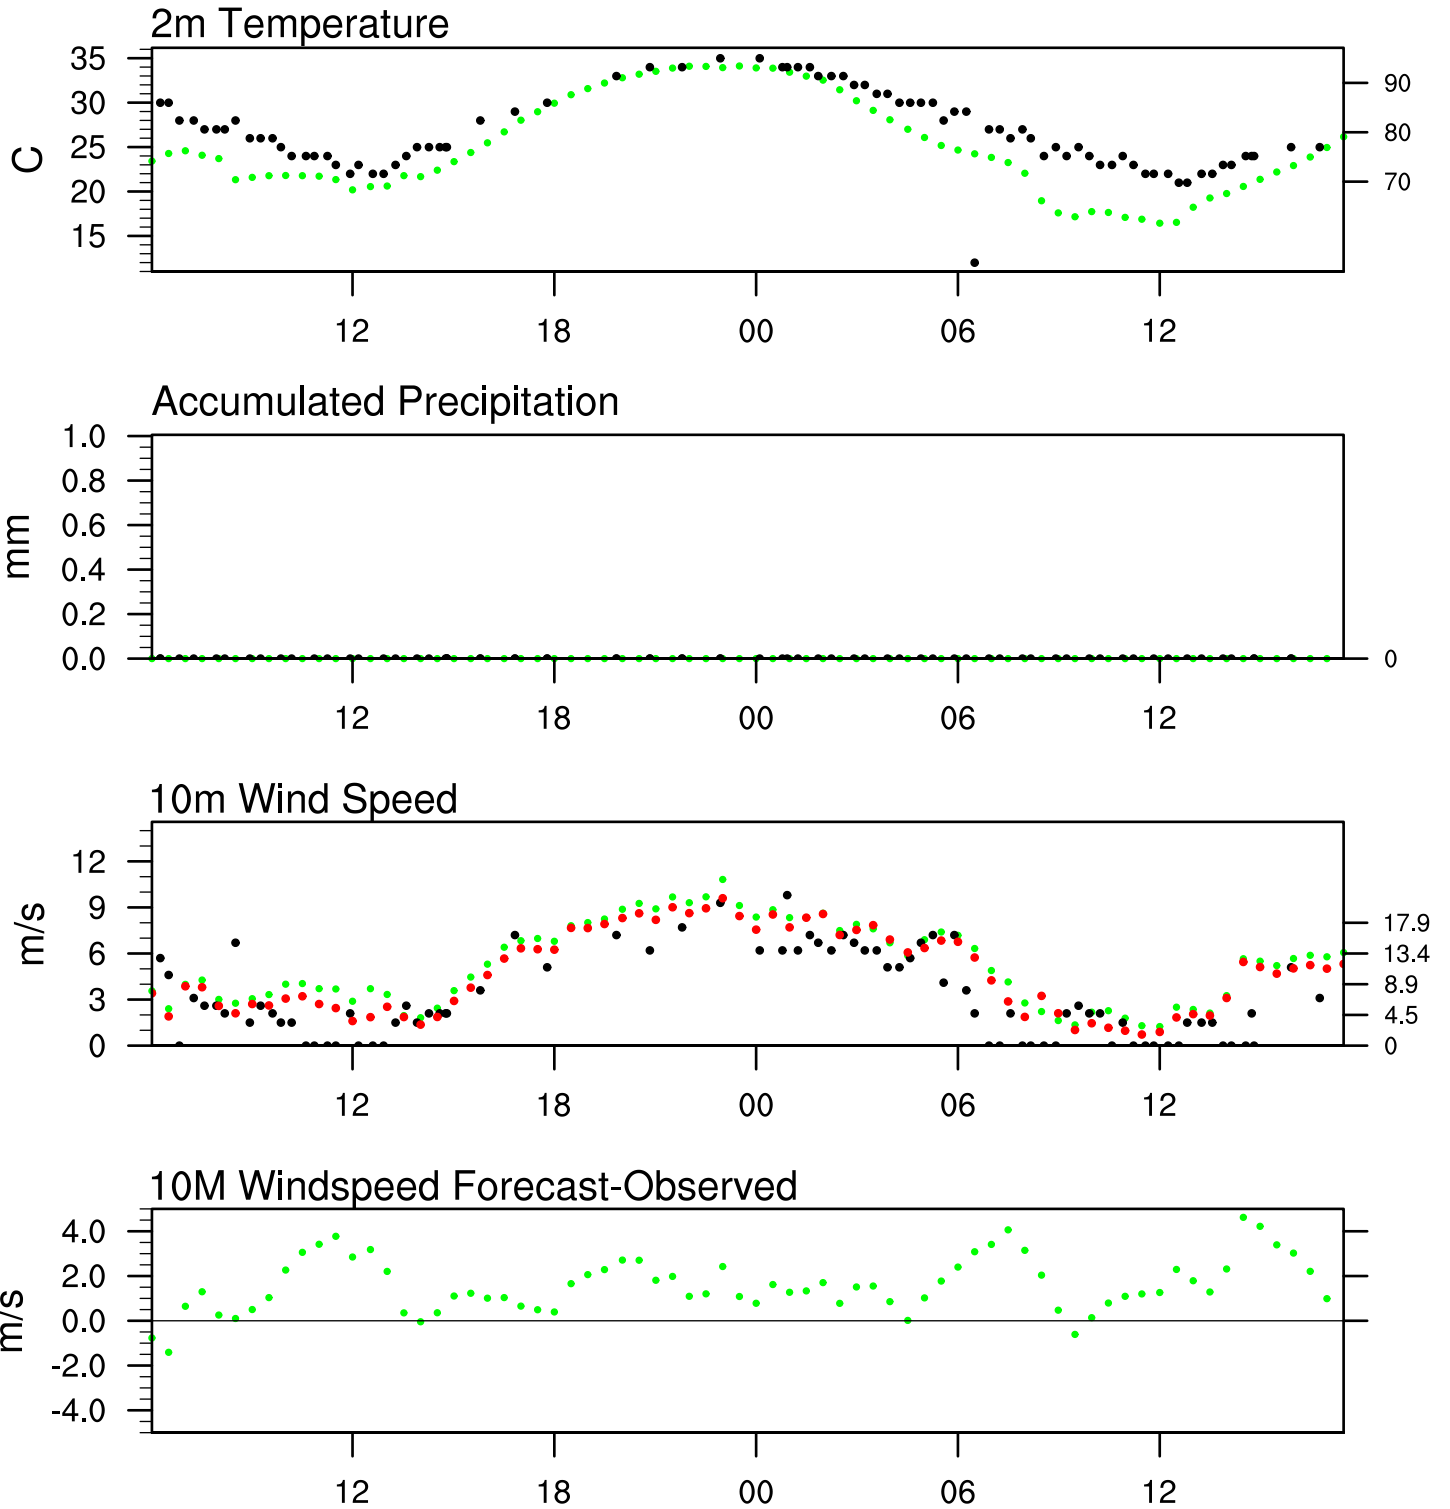 2m Temperature
35
30
25
20
15
C
90
80
70
12 18 00 06 12
Accumulated Precipitation
1.0
0.8
0.6
0.4
0.2
0.0
mm
0
12 18 00 06 12
10m Wind Speed
12
9
6
3
0
m/s
17.9
13.4
8.9
4.5
0
12 18 00 06 12
10M Windspeed Forecast-Observed
4.0
2.0
0.0
-2.0
-4.0
m/s
12 18 00 06 12